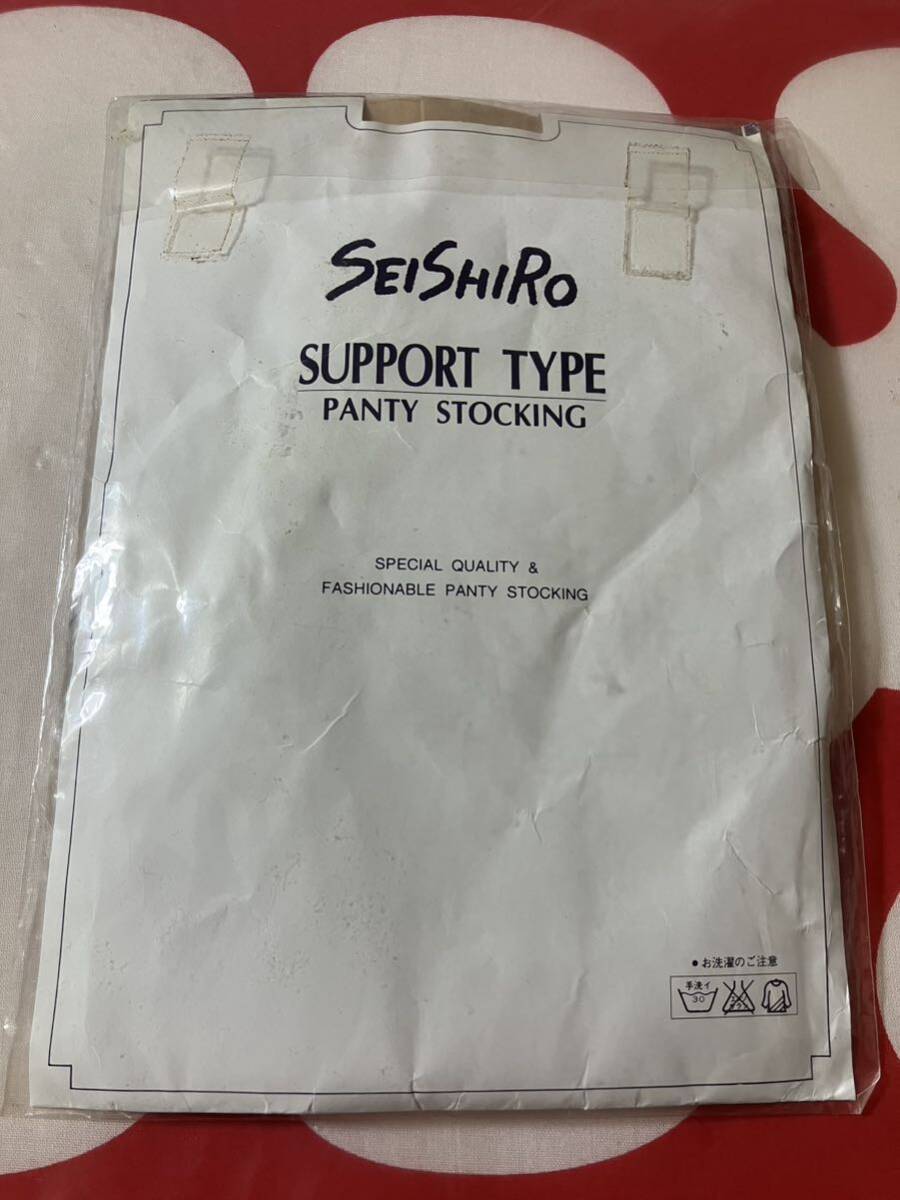 SEISHIRO
SUPPORT TYPE
PANTY STOCKING
SPECIAL QUALITY &
FASHIONABLE PANTY STOCKING
● お洗濯のご注意
手洗イ
30